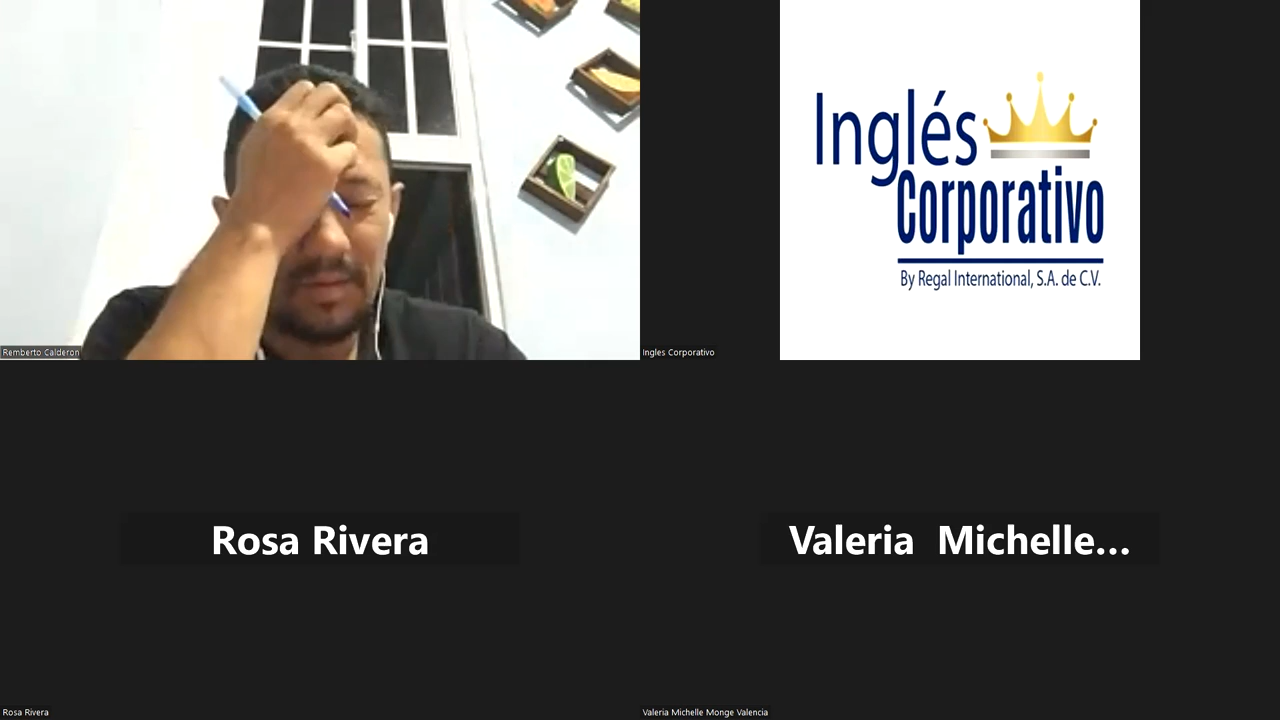 Remberto Calderon
Inglés
Corporativo
By Regal International, S.A. de C.V.
Ingles Corporativo
Rosa Rivera
Valeria Michelle...
Rosa Rivera
Valeria Michelle Monge Valencia